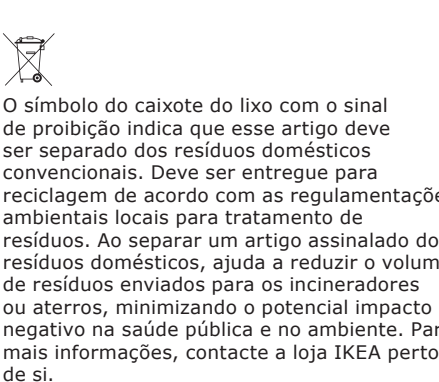 O símbolo do caixote do lixo com o sinal
de proibição indica que esse artigo deve
ser separado dos resíduos domésticos
convencionais. Deve ser entregue para
reciclagem de acordo com as regulamentaçõe
ambientais locais para tratamento de
resíduos. Ao separar um artigo assinalado do
resíduos domésticos, ajuda a reduzir o volum
de resíduos enviados para os incineradores
ou aterros, minimizando o potencial impacto
negativo na saúde pública e no ambiente. Par
mais informações, contacte a loja IKEA perto
de si.